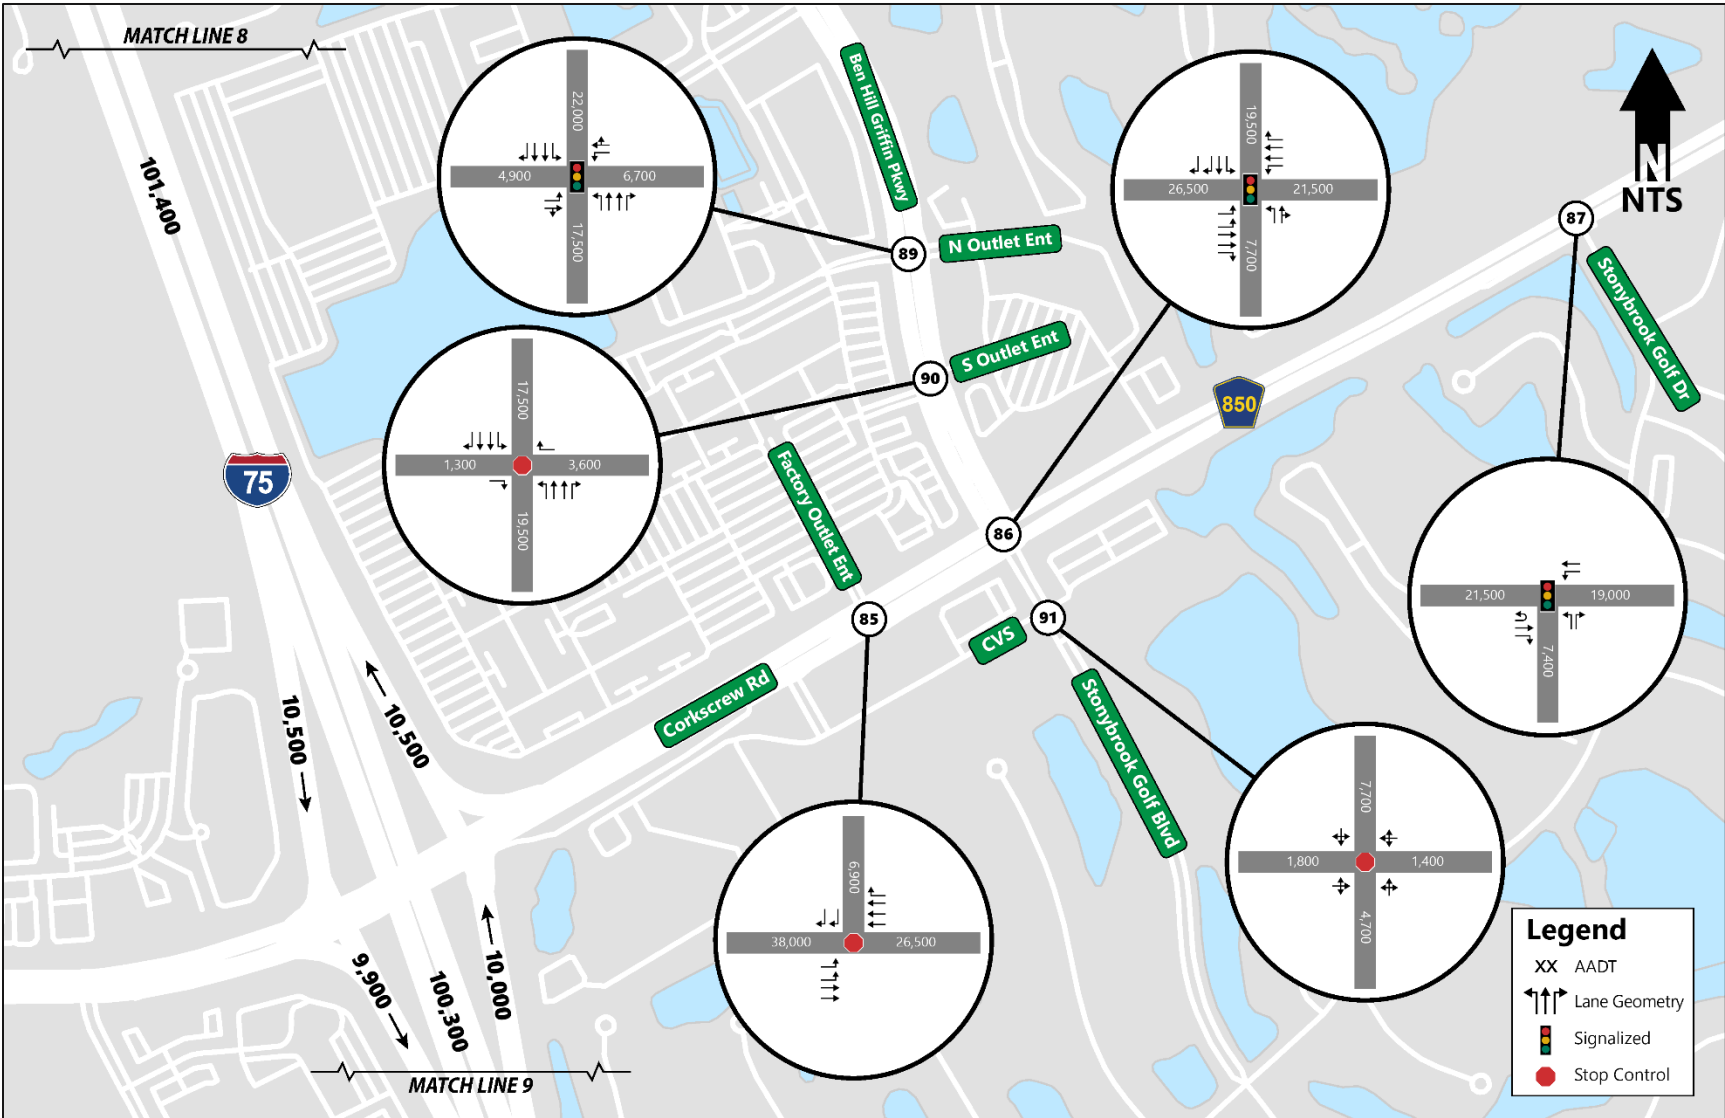 MATCH LINE 8
101,400
75
10,500
10,500
9,900
100,300
10,000
MATCH LINE 9
22,000
4,900
6,700
17,500
17,500
1,300
3,600
19,500
Ben Hill Griffin Pkwy
89
N Outlet Ent
90
S Outlet Ent
Factory Outlet Ent
19,500
26,500
21,500
7,700
N
NTS
87
Stonybrook Golf Dr
850
86
85
91
CVS
Corkscrew Rd
Stonybrook Golf Blvd
21,500
19,000
7,400
6,900
38,000
26,500
7,700
1,800
1,400
4,700
Legend
XX AADT
Lane Geometry
Signalized
Stop Control